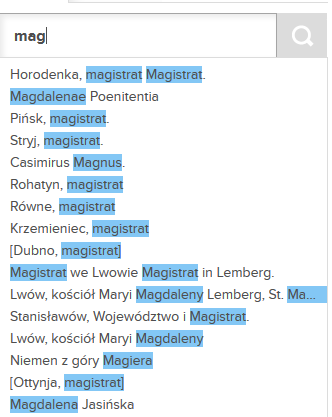 mag
Horodenka, magistrat Magistrat.
Magdalenae Poenitentia
Pińsk, magistrat.
Stryj, magistrat.
Casimirus Magnus.
Rohatyn, magistrat
Równe, magistrat
Krzemieniec, magistrat
[Dubno, magistrat]
Magistrat we Lwowie Magistrat in Lemberg.
Lwów, kościół Maryi Magdaleny Lemberg, St. Ma...
Stanisławów, Województwo i Magistrat.
Lwów, kościół Maryi Magdaleny
Niemen z góry Magiera
[Ottynja, magistrat]
Magdalena Jasińska